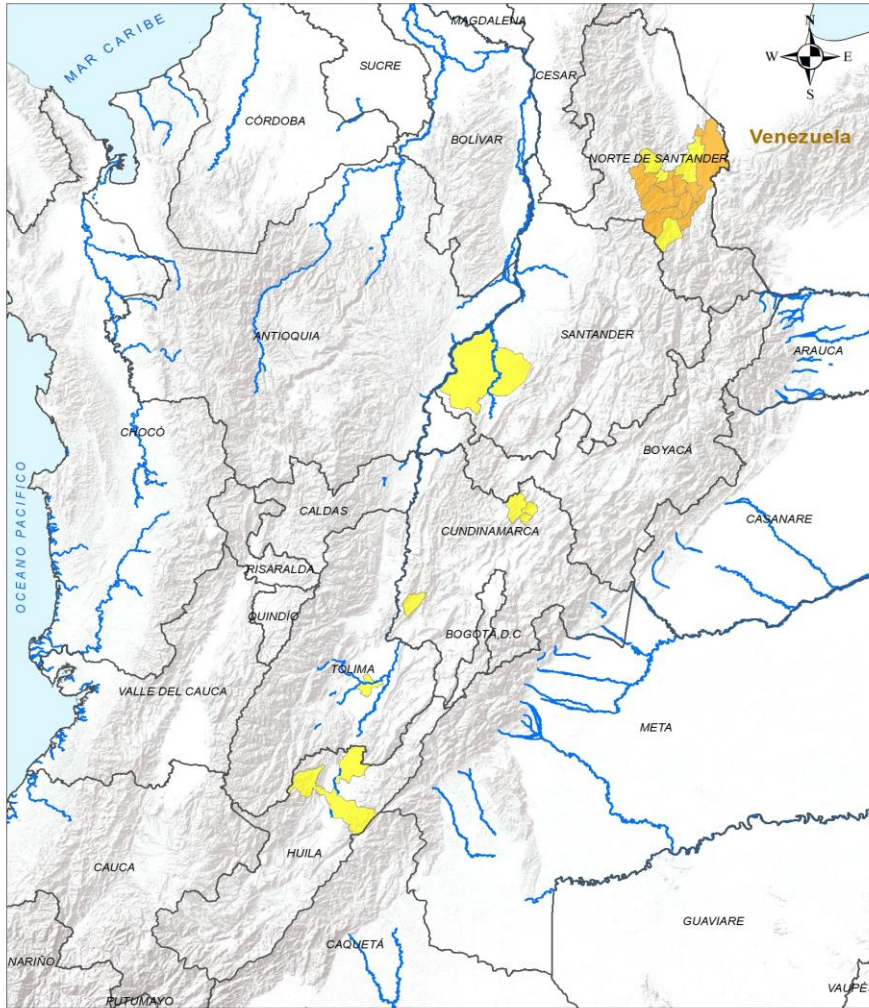 MAGDALENA
N
MAR CARIBE
SUCRE
CESAR
W
E
S
CÓRDOBA
BOLÍVAR
Venezuela
NORTE DE SANTANDER
ANTIOQUIA
SANTANDER
ARAUCA
CHOCÓ
BOYACÁ
CALDAS
CASANARE
CUNDINAMARCA
RISARALDA
OCEANO PACIFICO
QUINDÍO
BOGOTÁ,D.C
TOLIMA
VALLE DEL CAUCA
META
HUILA
CAUCA
GUAVIARE
CAQUETÁ
NARIÑO
VAUPÉS
PUTUMAYO